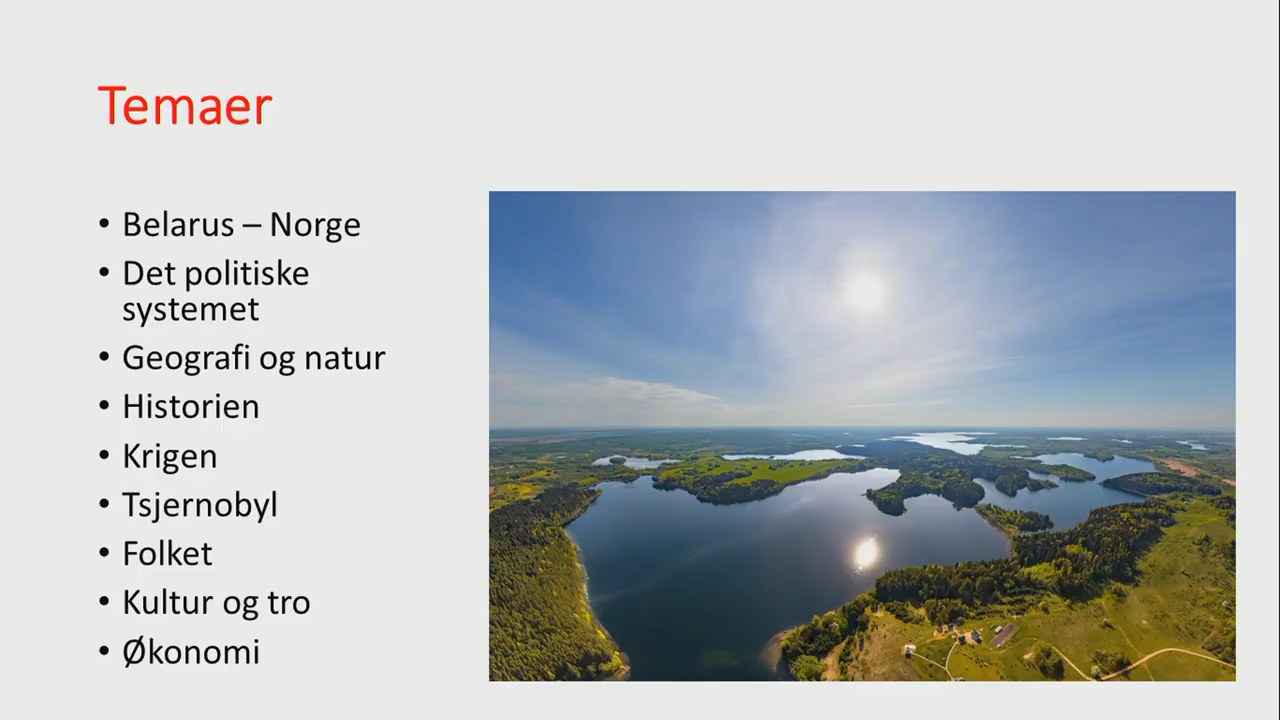 Temaer
• Belarus – Norge
• Det politiske
systemet
• Geografi og natur
• Historien
• Krigen
• Tsjernobyl
• Folket
• Kultur og tro
• Økonomi